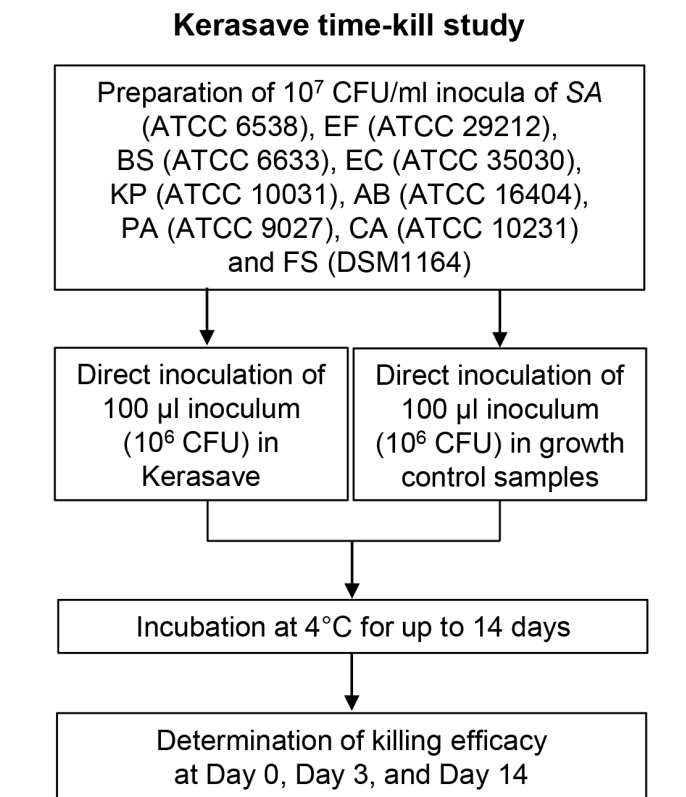 Kerasave time-kill study
Preparation of 10⁷ CFU/ml inocula of SA
(ATCC 6538), EF (ATCC 29212),
BS (ATCC 6633), EC (ATCC 35030),
KP (ATCC 10031), AB (ATCC 16404),
PA (ATCC 9027), CA (ATCC 10231)
and FS (DSM1164)
Direct inoculation of
100 µl inoculum
(10⁶ CFU) in
Kerasave
Direct inoculation of
100 µl inoculum
(10⁶ CFU) in growth
control samples
Incubation at 4°C for up to 14 days
Determination of killing efficacy
at Day 0, Day 3, and Day 14